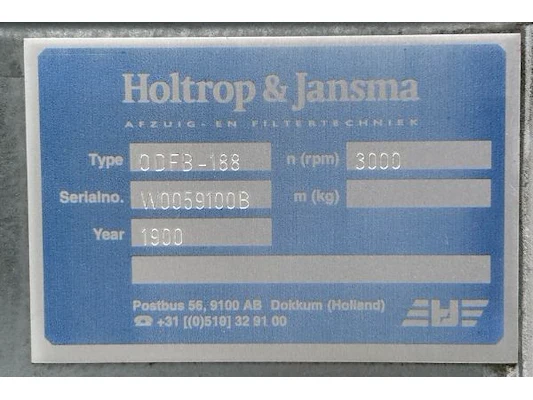 Holtrop & Jansma
AFZUIG- EN FILTERTECHNIEK
Type ODFB-188 n (rpm) 3000
Serialno. W0059100B m (kg)
Year 1900
Postbus 56, 9100 AB Dokkum (Holland)
☎ +31 [(0)519] 32 91 00